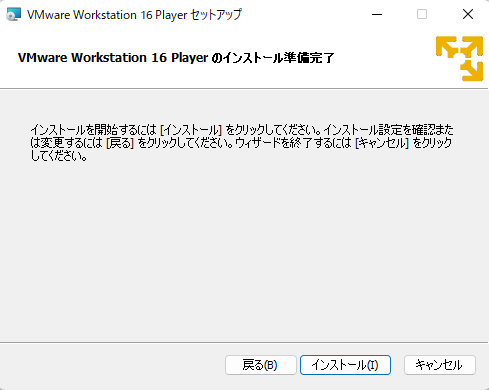 VMware Workstation 16 Player セットアップ
VMware Workstation 16 Player のインストール準備完了
インストールを開始するには [インストール] をクリックしてください。インストール設定を確認また
は変更するには [戻る] をクリックしてください。ウィザードを終了するには [キャンセル] をクリック
してください。
戻る(B)
インストール(I)
キャンセル